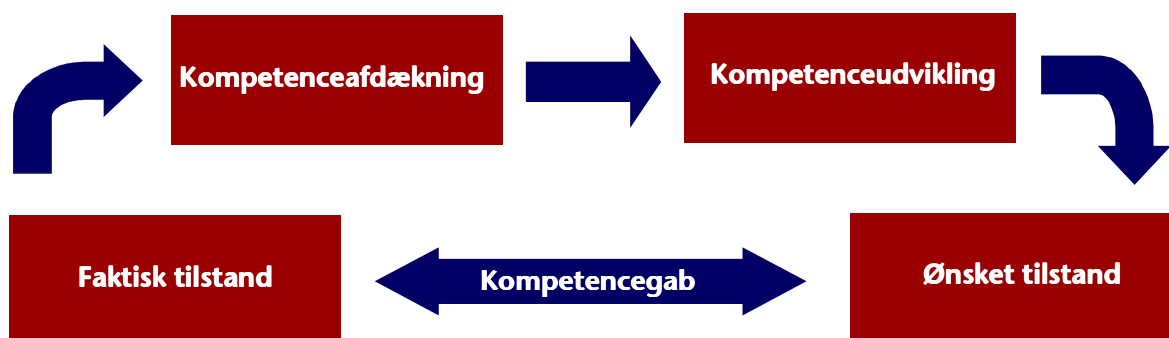 Kompetenceafdækning
Kompetenceudvikling
Faktisk tilstand
Kompetencegab
Ønsket tilstand